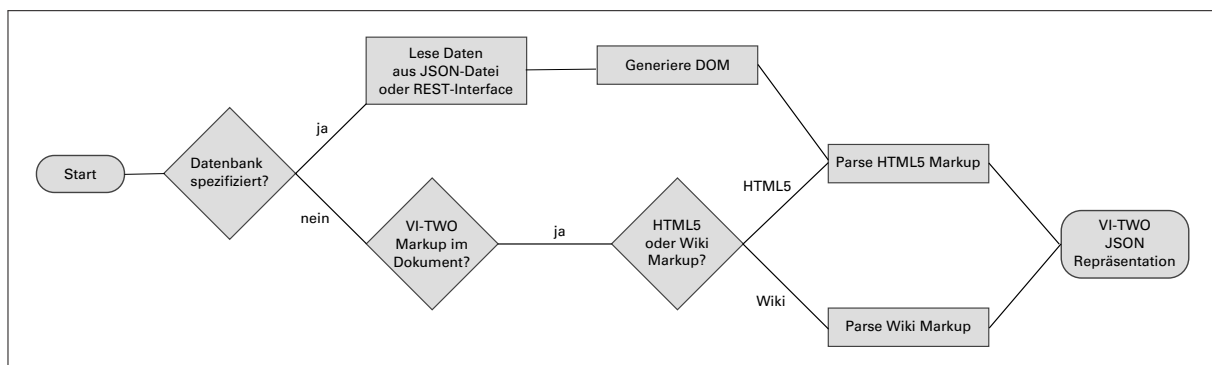 Lese Daten
aus JSON-Datei
oder REST-Interface
Generiere DOM
ja
Start
Datenbank
spezifiziert?
Parse HTML5 Markup
HTML5
nein
VI-TWO
Markup im
Dokument?
ja
HTML5
oder Wiki
Markup?
VI-TWO
JSON
Repräsentation
Wiki
Parse Wiki Markup